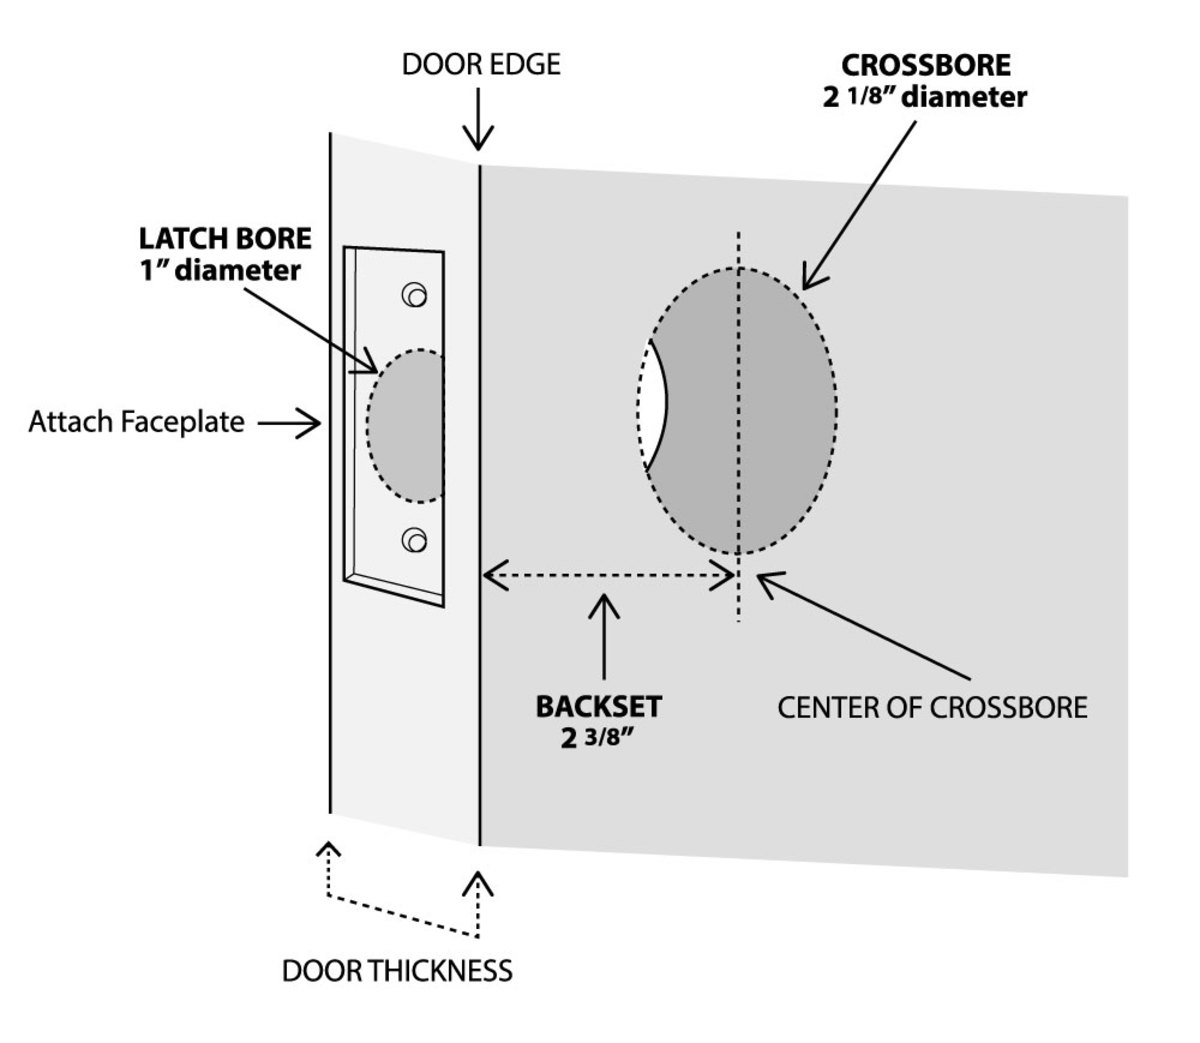 DOOR EDGE
CROSSBORE
2 1/8” diameter
LATCH BORE
1” diameter
Attach Faceplate
BACKSET
2 3/8”
CENTER OF CROSSBORE
DOOR THICKNESS